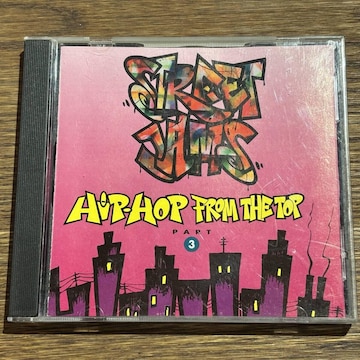 STREET
JAMS
HIP-HOP FROM THE TOP
PART
3